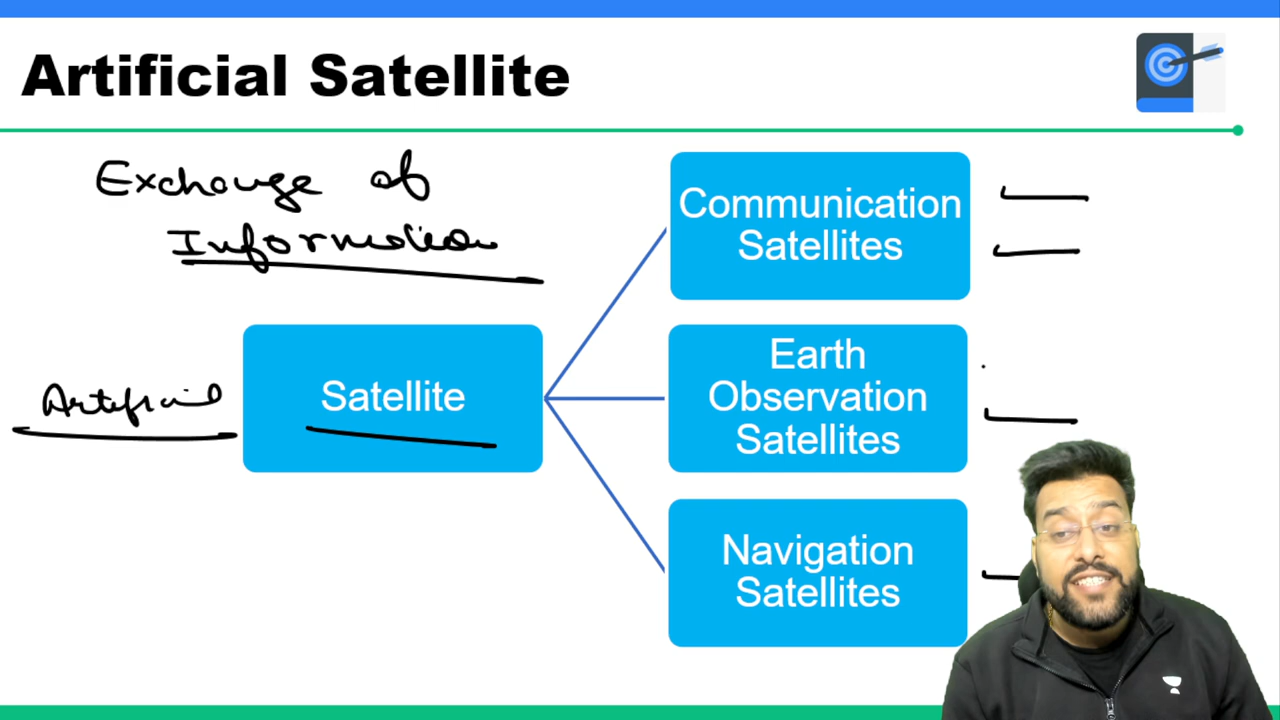 Artificial Satellite
Exchange of
Information
Artificial
Satellite
Communication
Satellites
Earth
Observation
Satellites
Navigation
Satellites